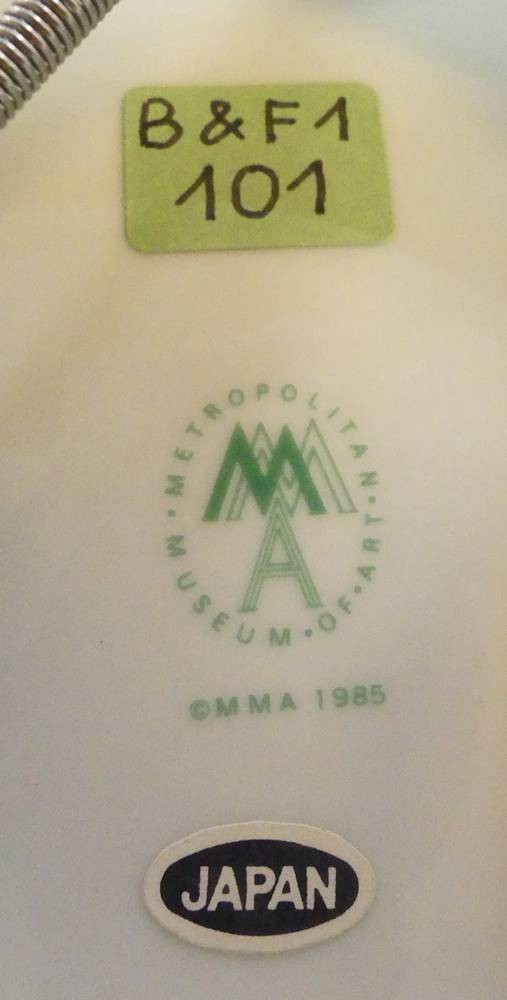 B & F 1
101
METROPOLITAN · MUSEUM · OF · ART ·
MMA
©MMA 1985
JAPAN